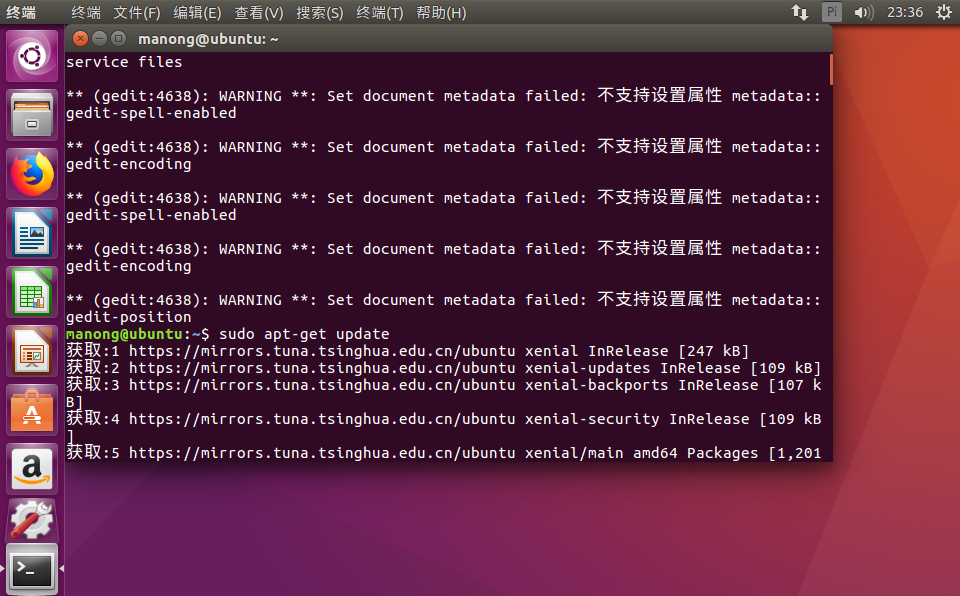 终端 终端 文件(F) 编辑(E) 查看(V) 搜索(S) 终端(T) 帮助(H) Pi 23:36
manong@ubuntu: ~
service files
** (gedit:4638): WARNING **: Set document metadata failed: 不支持设置属性 metadata::
gedit-spell-enabled
** (gedit:4638): WARNING **: Set document metadata failed: 不支持设置属性 metadata::
gedit-encoding
** (gedit:4638): WARNING **: Set document metadata failed: 不支持设置属性 metadata::
gedit-spell-enabled
** (gedit:4638): WARNING **: Set document metadata failed: 不支持设置属性 metadata::
gedit-encoding
** (gedit:4638): WARNING **: Set document metadata failed: 不支持设置属性 metadata::
gedit-position
manong@ubuntu:~$ sudo apt-get update
获取:1 https://mirrors.tuna.tsinghua.edu.cn/ubuntu xenial InRelease [247 kB]
获取:2 https://mirrors.tuna.tsinghua.edu.cn/ubuntu xenial-updates InRelease [109 kB]
获取:3 https://mirrors.tuna.tsinghua.edu.cn/ubuntu xenial-backports InRelease [107 k
B]
获取:4 https://mirrors.tuna.tsinghua.edu.cn/ubuntu xenial-security InRelease [109 kB
]
获取:5 https://mirrors.tuna.tsinghua.edu.cn/ubuntu xenial/main amd64 Packages [1,201